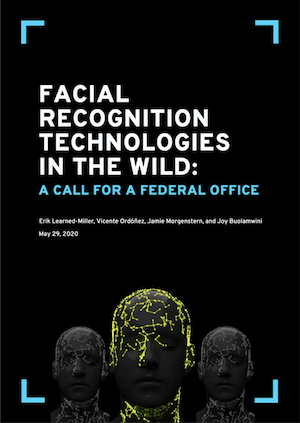 FACIAL
RECOGNITION
TECHNOLOGIES
IN THE WILD:
A CALL FOR A FEDERAL OFFICE
Erik Learned-Miller, Vicente Ordóñez, Jamie Morgenstern, and Joy Buolamwini
May 29, 2020